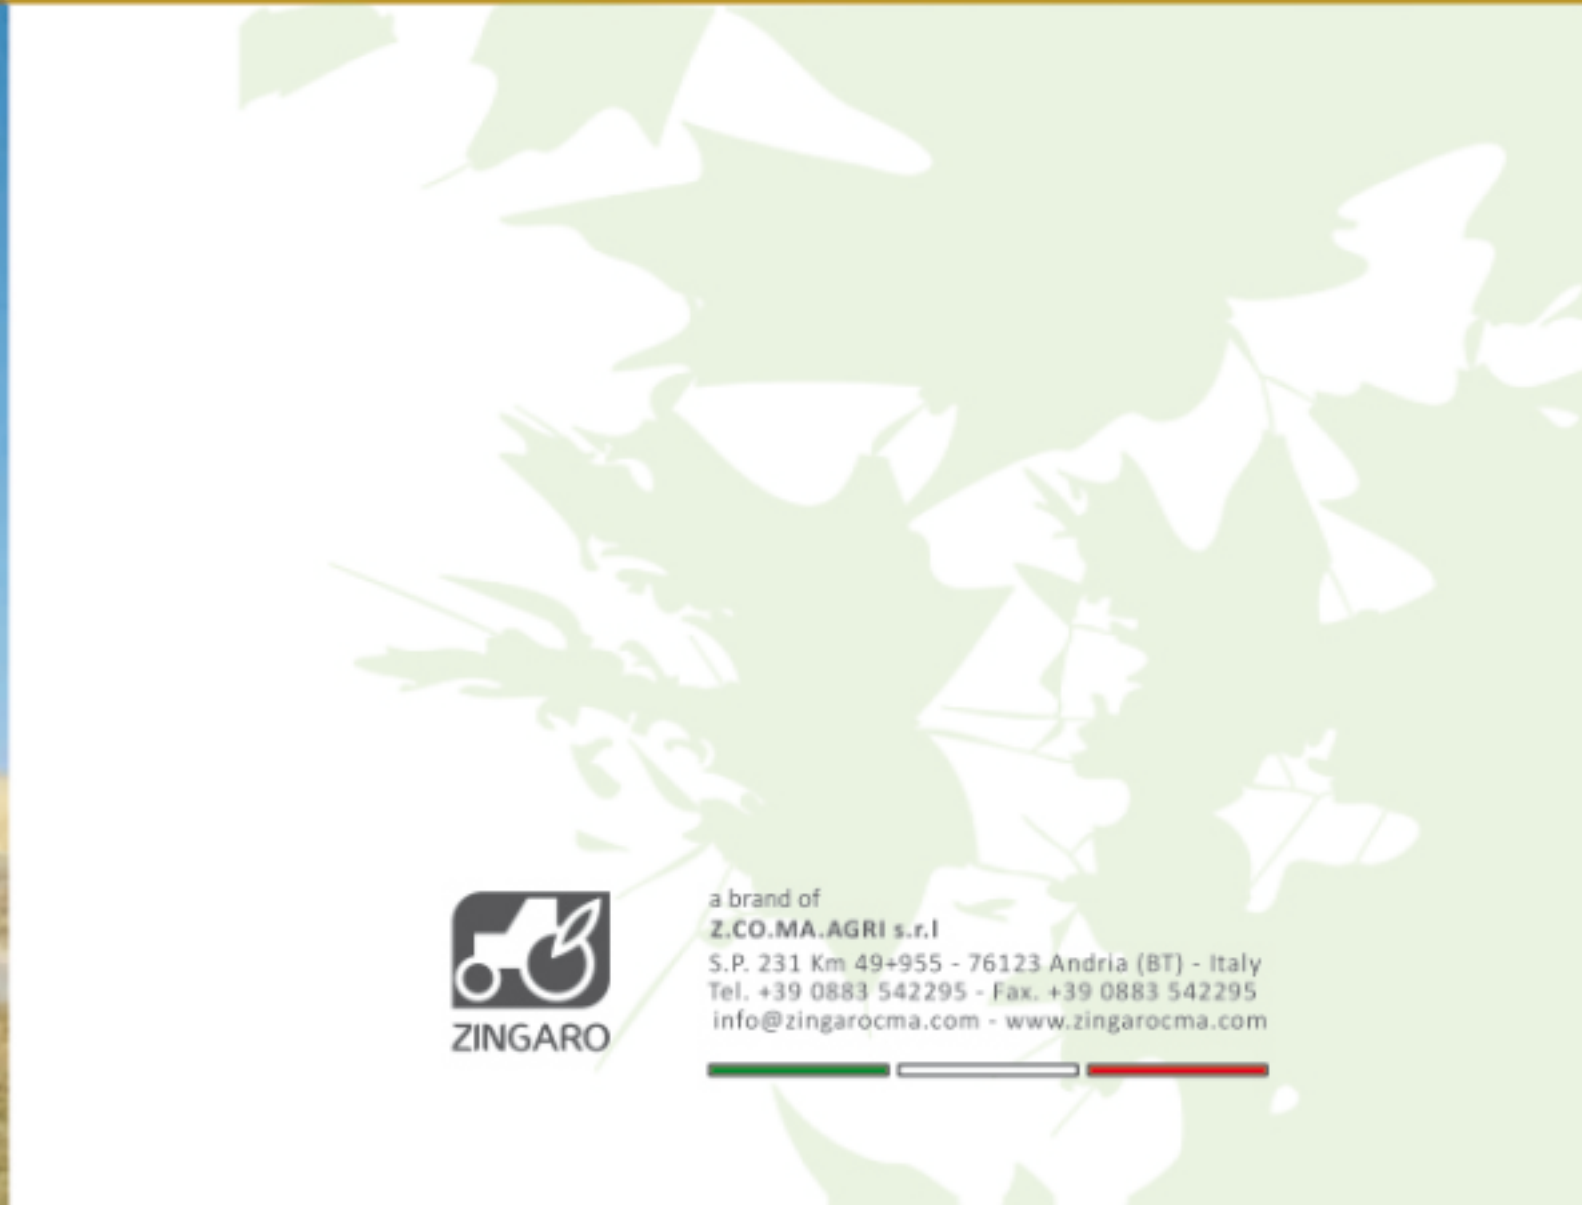 ZINGARO
a brand of
Z.CO.MA.AGRI s.r.l
S.P. 231 Km 49+955 - 76123 Andria (BT) - Italy
Tel. +39 0883 542295 - Fax. +39 0883 542295
info@zingarocma.com - www.zingarocma.com